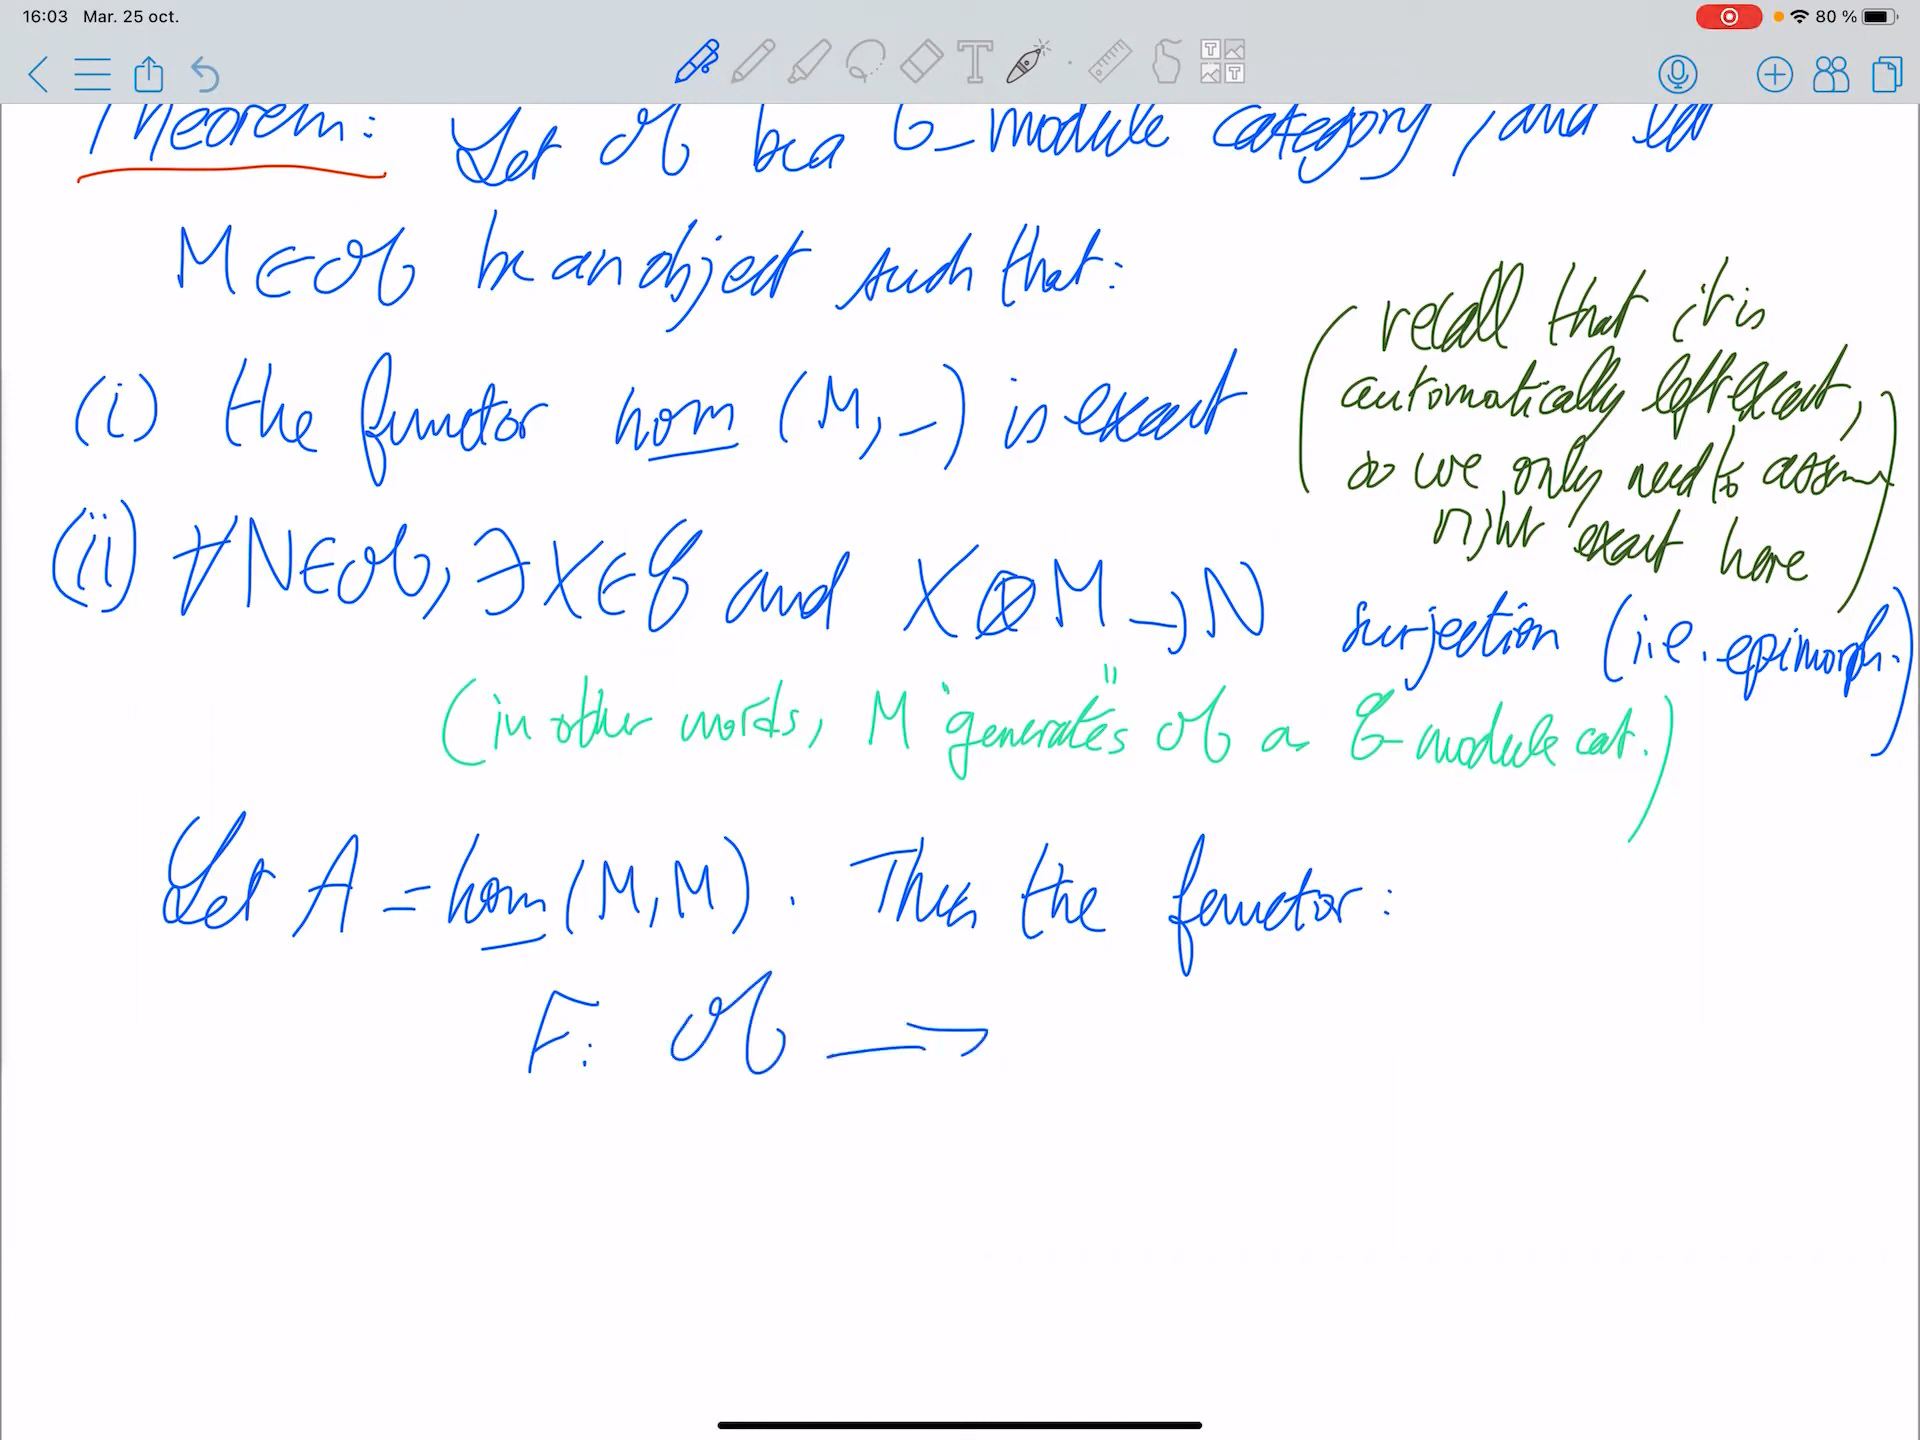 16:03 Mar. 25 oct. 80 %
Theorem: Let ℳ be a 𝒞-module category, and let
M ∈ ℳ be an object such that:
(i) the functor hom (M, –) is exact
(recall that it is
automatically left exact,
so we only need to assume
right exact here)
(ii) ∀ N ∈ ℳ, ∃ X ∈ 𝒞 and X ⊗ M → N surjection (i.e. epimorph.)
(in other words, M "generates" ℳ as 𝒞-module cat.)
Let A = hom (M, M). Then the functor:
F: ℳ →